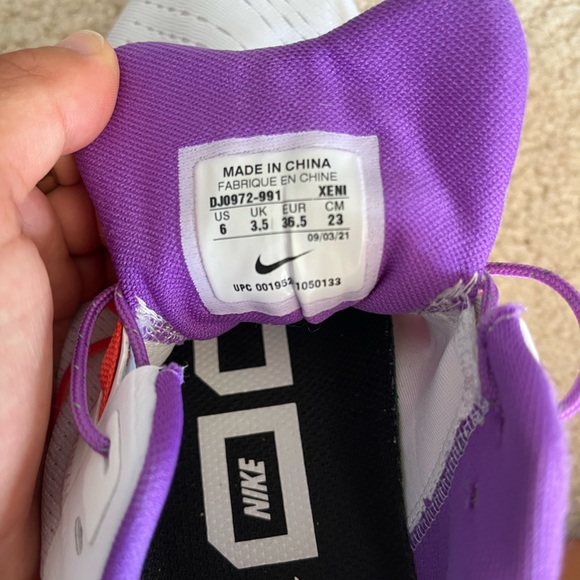 MADE IN CHINA
FABRIQUE EN CHINE
DJ0972-991 XENI
US UK EUR CM
6 3.5 36.5 23
09/03/21
UPC 001952 1050133
NIKE